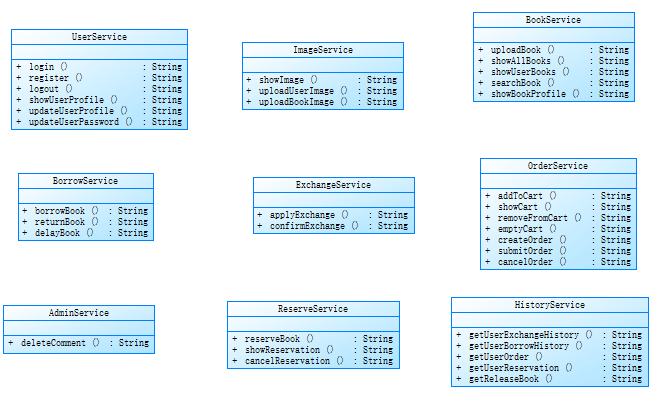 UserService
+ login () : String
+ register () : String
+ logout () : String
+ showUserProfile () : String
+ updateUserProfile () : String
+ updateUserPassword () : String
ImageService
+ showImage () : String
+ uploadUserImage () : String
+ uploadBookImage () : String
BookService
+ uploadBook () : String
+ showAllBooks () : String
+ showUserBooks () : String
+ searchBook () : String
+ showBookProfile () : String
BorrowService
+ borrowBook () : String
+ returnBook () : String
+ delayBook () : String
ExchangeService
+ applyExchange () : String
+ confirmExchange () : String
OrderService
+ addToCart () : String
+ showCart () : String
+ removeFromCart () : String
+ emptyCart () : String
+ createOrder () : String
+ submitOrder () : String
+ cancelOrder () : String
AdminService
+ deleteComment () : String
ReserveService
+ reserveBook () : String
+ showReservation () : String
+ cancelReservation () : String
HistoryService
+ getUserExchangeHistory () : String
+ getUserBorrowHistory () : String
+ getUserOrder () : String
+ getUserReservation () : String
+ getReleaseBook () : String